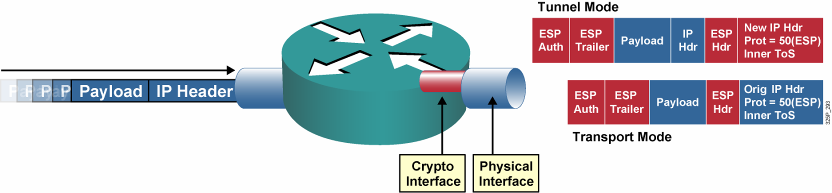 Tunnel Mode
ESP Auth
ESP Trailer
Payload
IP Hdr
ESP Hdr
New IP Hdr
Prot = 50(ESP)
Inner ToS
P
Pa
Pay
P
Payload
IP Header
ESP Auth
ESP Trailer
Payload
ESP Hdr
Orig IP Hdr
Prot = 50(ESP)
Inner ToS
Transport Mode
Crypto
Interface
Physical
Interface